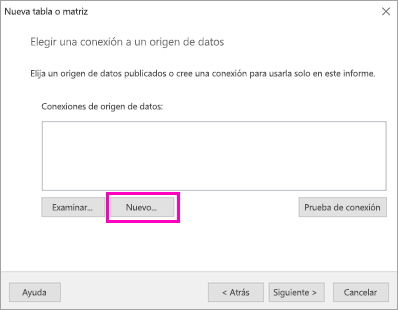 Nueva tabla o matriz
Elegir una conexión a un origen de datos
Elija un origen de datos publicados o cree una conexión para usarla solo en este informe.
Conexiones de origen de datos:
Examinar... Nuevo... Prueba de conexión
Ayuda < Atrás Siguiente > Cancelar